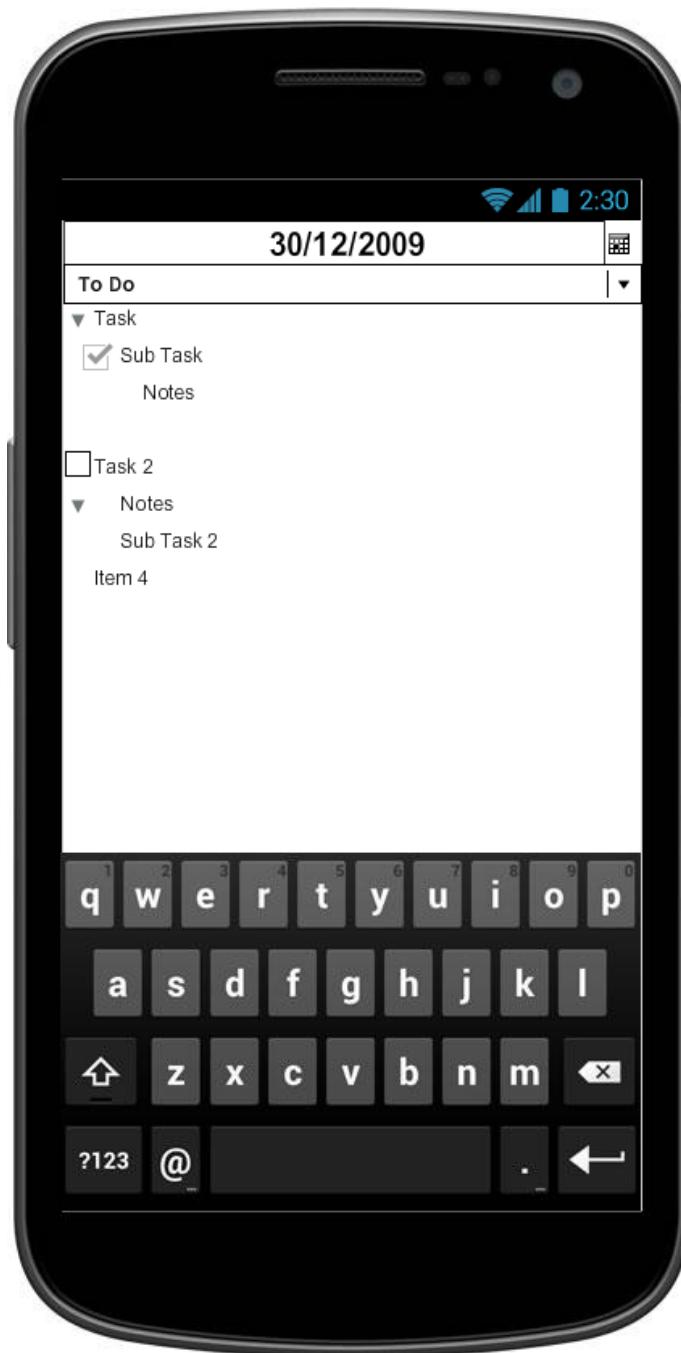 2:30
30/12/2009
To Do
Task
Sub Task
Notes
Task 2
Notes
Sub Task 2
Item 4
1 2 3 4 5 6 7 8 9 0
q w e r t y u i o p
a s d f g h j k l
z x c v b n m
?123 @ .